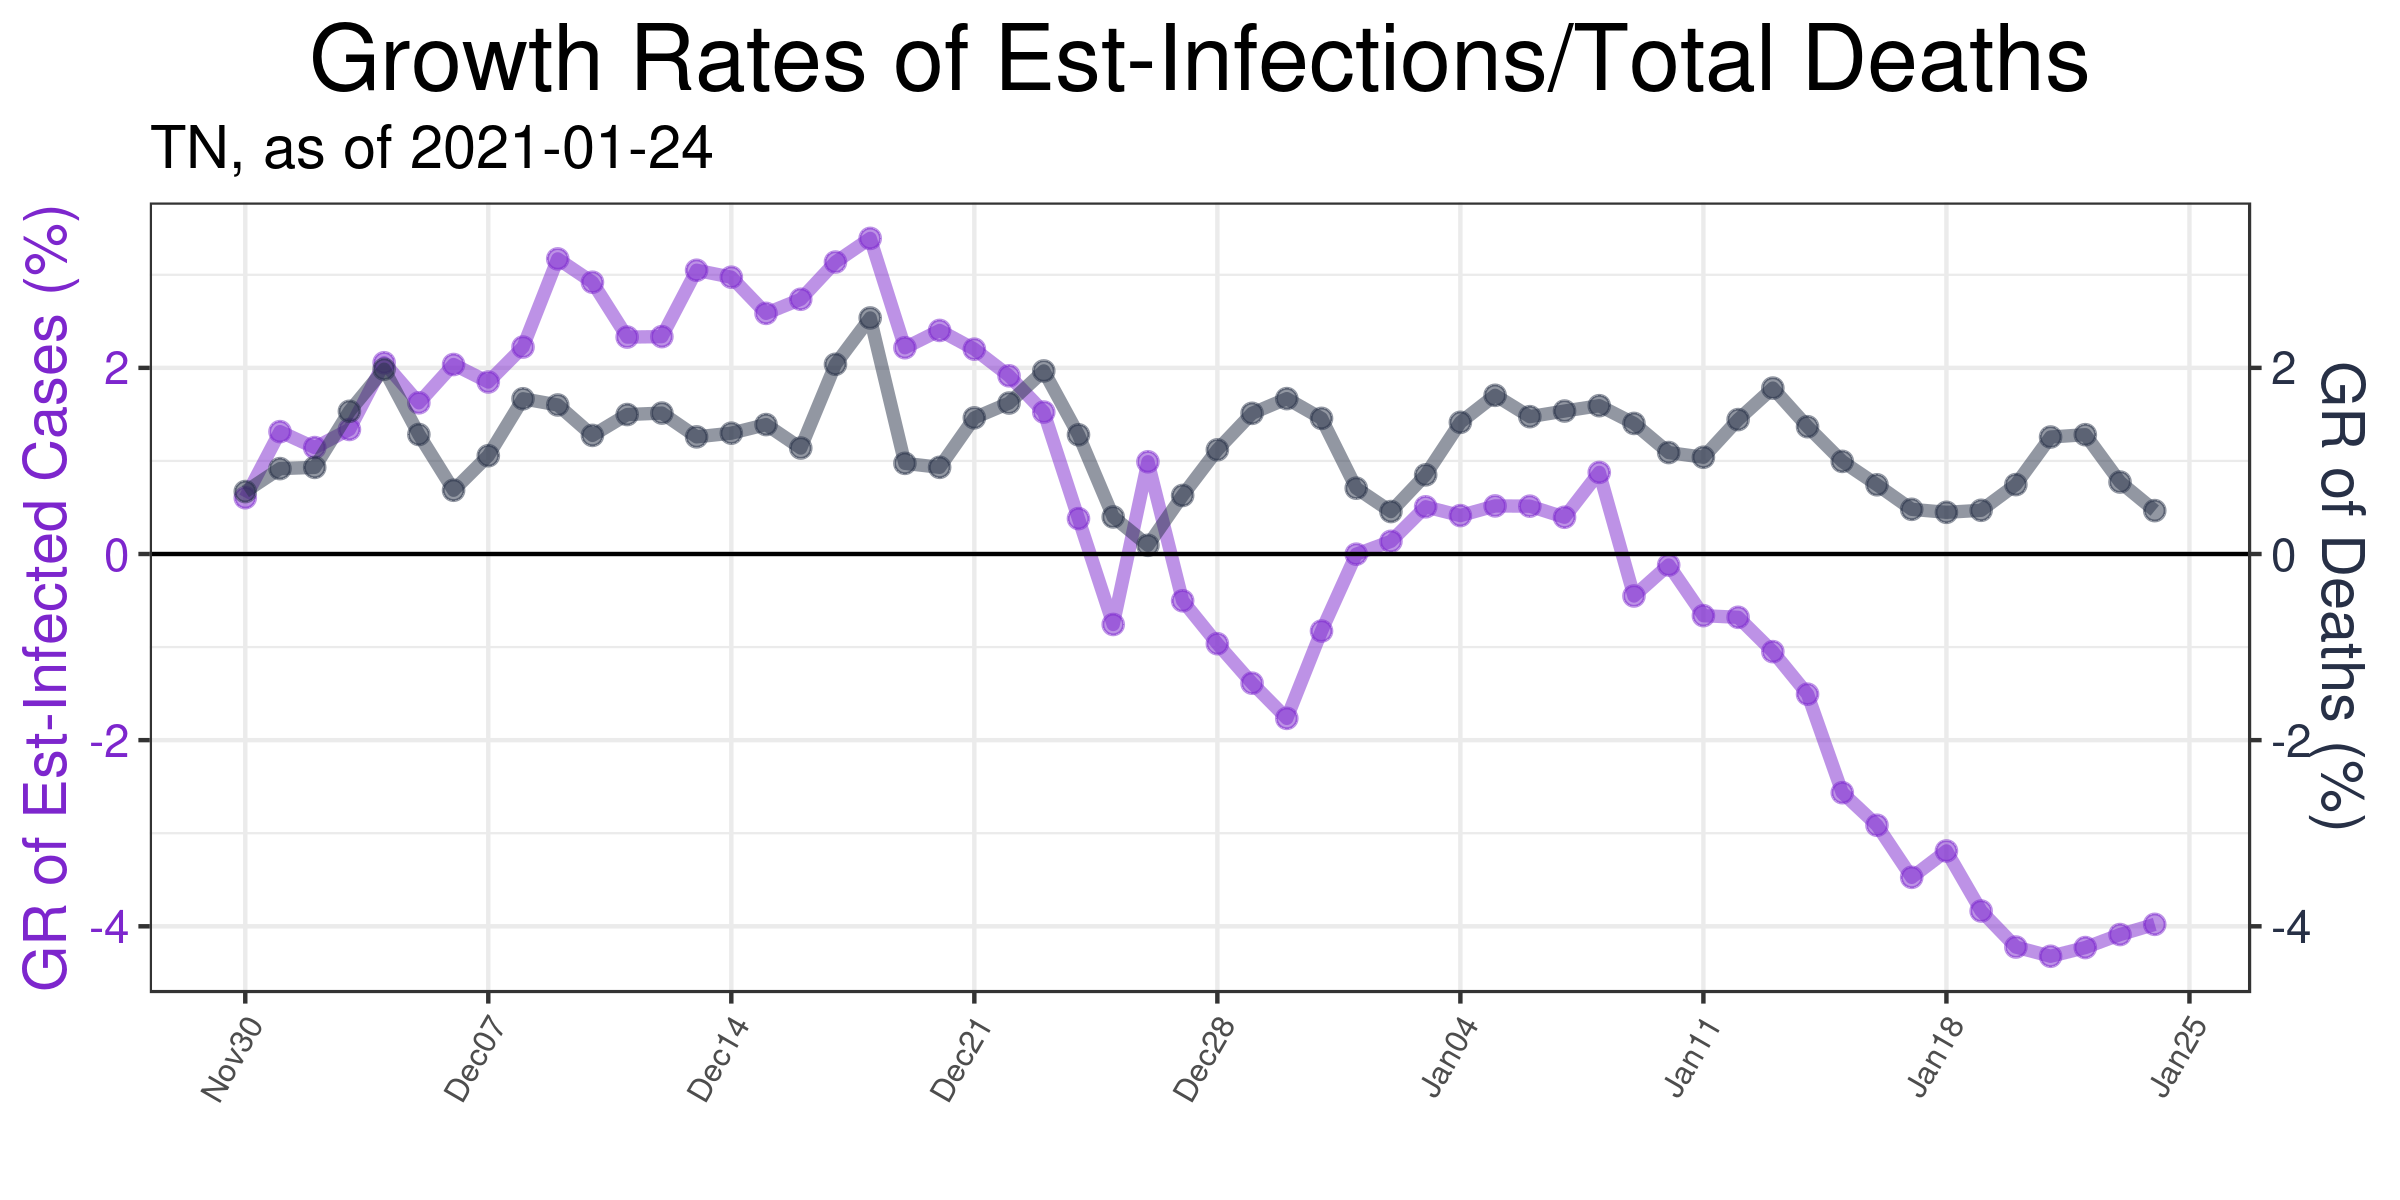 Growth Rates of Est-Infections/Total Deaths
TN, as of 2021-01-24
GR of Est-Infected Cases (%)
2
0
-2
-4
2
0
-2
-4
GR of Deaths (%)
Nov30
Dec07
Dec14
Dec21
Dec28
Jan04
Jan11
Jan18
Jan25